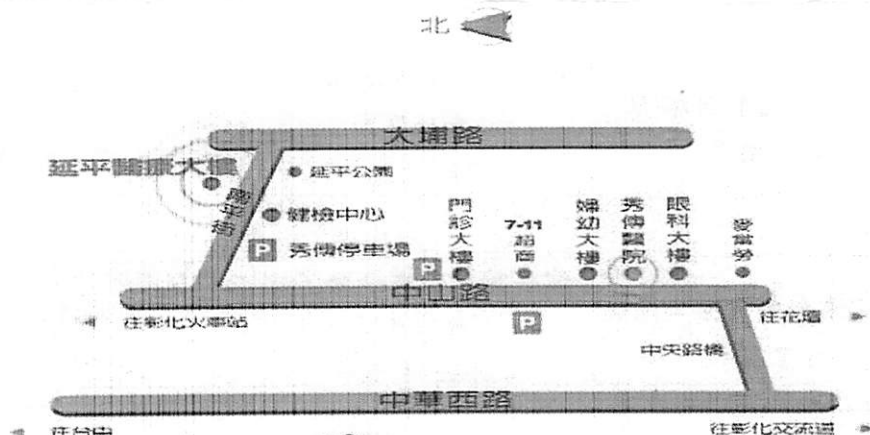 北
大埔路
延平醫療大樓
延平公園
延平街
健檢中心
P 秀傳停車場
P
門診大樓
7-11超商
婦幼大樓
秀傳醫院
眼科大樓
麥當勞
中山路
往彰化火車站
P
往花壇
中央路橋
中華西路
往台中
往彰化交流道